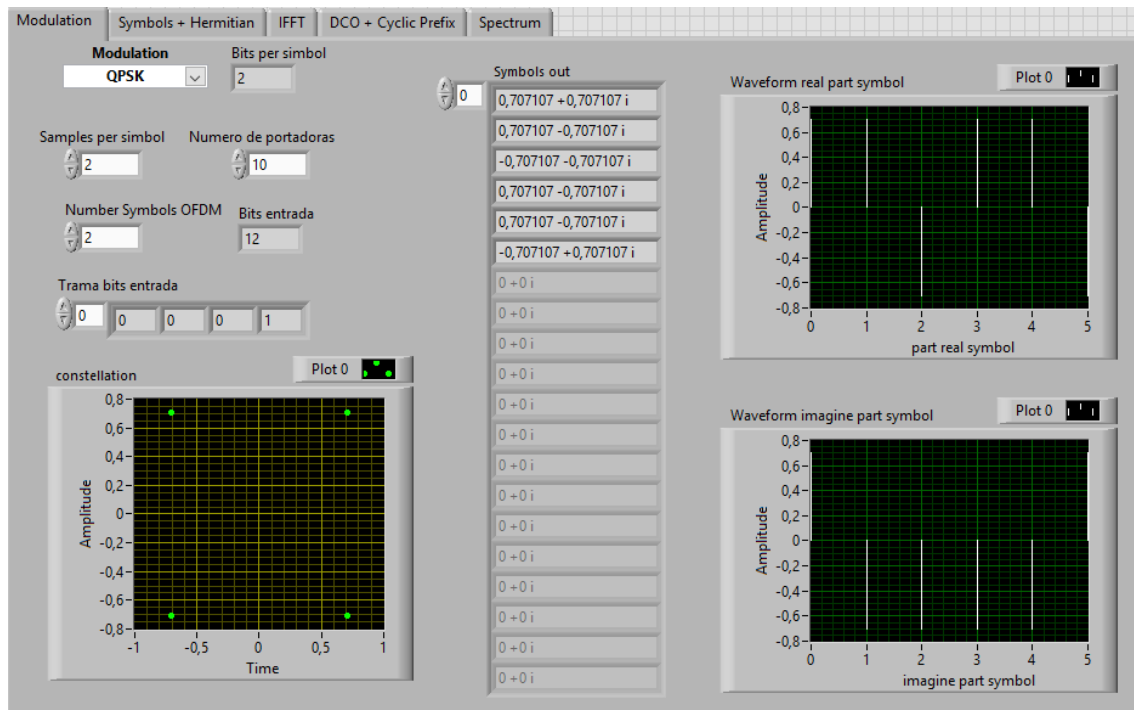 Modulation
Symbols + Hermitian
IFFT
DCO + Cyclic Prefix
Spectrum
Modulation
QPSK
Bits per simbol
2
Samples per simbol
2
Numero de portadoras
10
Number Symbols OFDM
2
Bits entrada
12
Trama bits entrada
0
0
0
0
1
constellation
Plot 0
0,8
0,6
0,4
0,2
0
-0,2
-0,4
-0,6
-0,8
Amplitude
-1
-0,5
0
0,5
1
Time
Symbols out
0
0,707107 +0,707107 i
0,707107 -0,707107 i
-0,707107 -0,707107 i
0,707107 -0,707107 i
0,707107 -0,707107 i
-0,707107 +0,707107 i
0 +0 i
0 +0 i
0 +0 i
0 +0 i
0 +0 i
0 +0 i
0 +0 i
0 +0 i
0 +0 i
0 +0 i
0 +0 i
0 +0 i
0 +0 i
0 +0 i
Waveform real part symbol
Plot 0
0,8
0,6
0,4
0,2
0
-0,2
-0,4
-0,6
-0,8
Amplitude
0
1
2
3
4
5
part real symbol
Waveform imagine part symbol
Plot 0
0,8
0,6
0,4
0,2
0
-0,2
-0,4
-0,6
-0,8
Amplitude
0
1
2
3
4
5
imagine part symbol